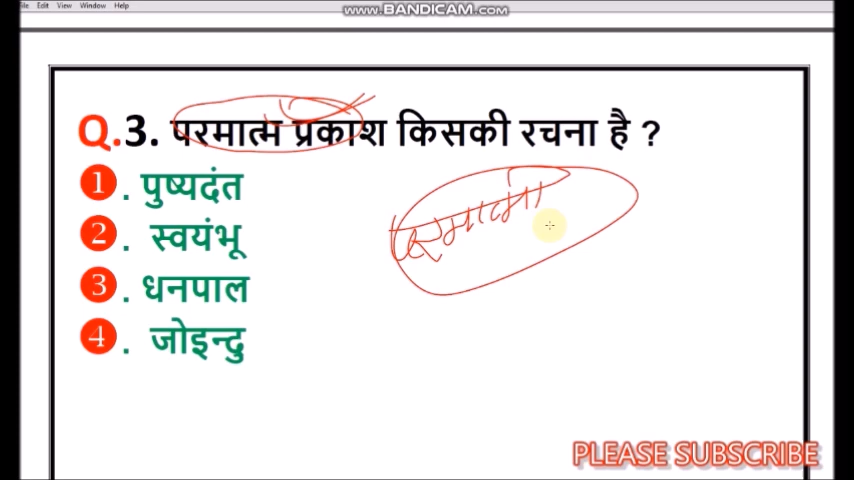 File Edit View Window Help
www.BANDICAM.com
Q.3. परमात्म प्रकाश किसकी रचना है ?
1. पुष्यदंत
परमात्मा
2. स्वयंभू
3. धनपाल
4. जोइन्दु
PLEASE SUBSCRIBE